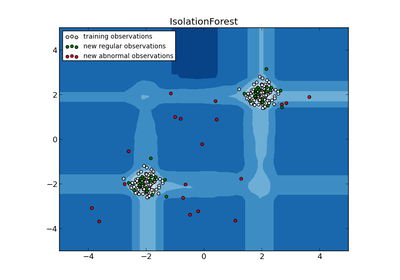 IsolationForest
training observations
new regular observations
new abnormal observations
4
2
0
−2
−4
−4
−2
0
2
4